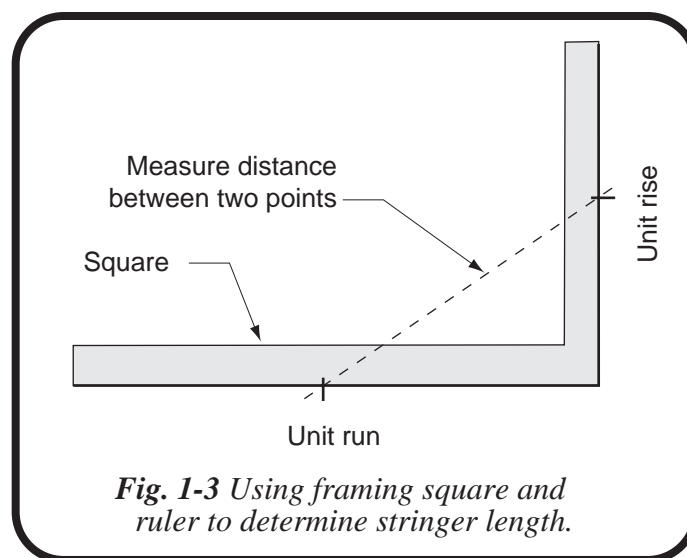 Measure distance
between two points
Unit rise
Square
Unit run
Fig. 1-3 Using framing square and
ruler to determine stringer length.